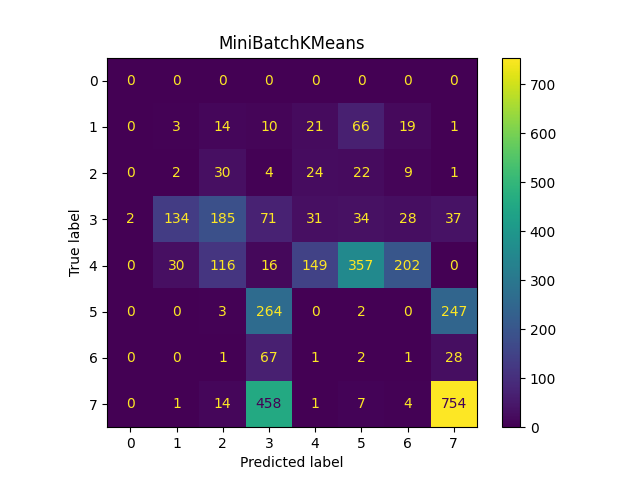 MiniBatchKMeans
0 0 0 0 0 0 0 0 0
1 0 3 14 10 21 66 19 1
2 0 2 30 4 24 22 9 1
3 2 134 185 71 31 34 28 37
4 0 30 116 16 149 357 202 0
5 0 0 3 264 0 2 0 247
6 0 0 1 67 1 2 1 28
7 0 1 14 458 1 7 4 754
0 1 2 3 4 5 6 7
Predicted label
True label
700
600
500
400
300
200
100
0